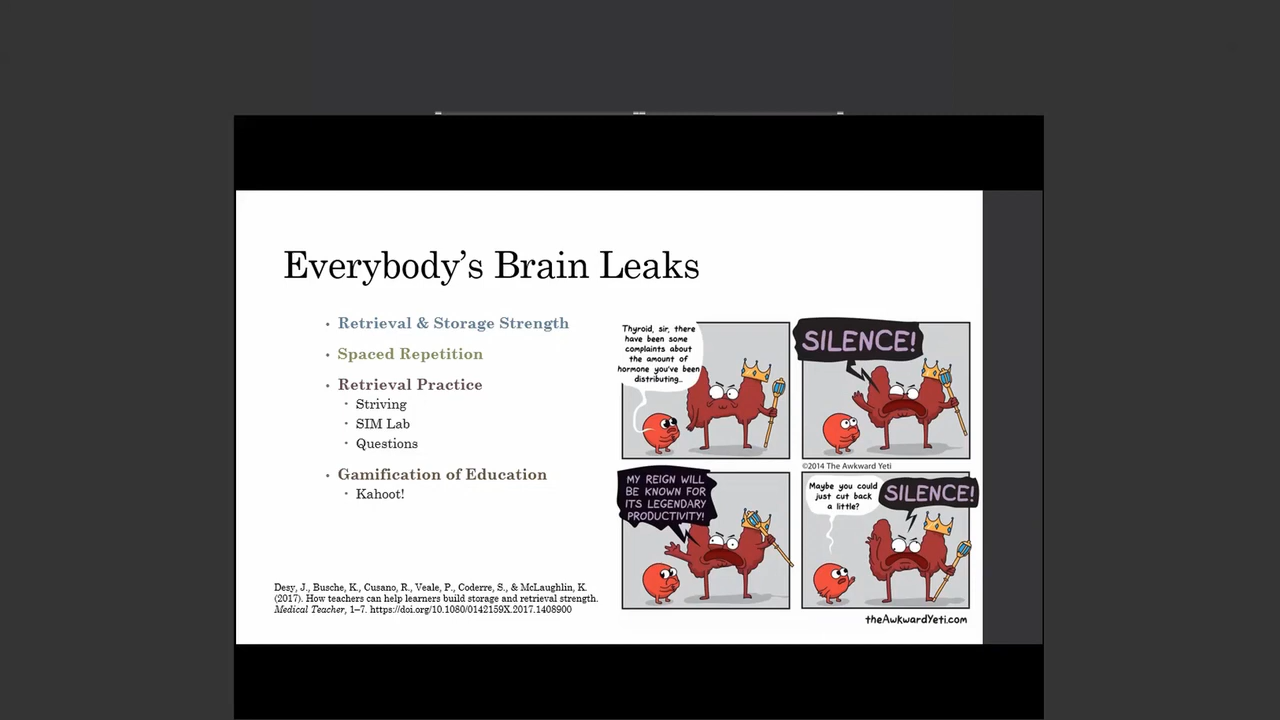 Everybody's Brain Leaks
• Retrieval & Storage Strength
• Spaced Repetition
• Retrieval Practice
• Striving
• SIM Lab
• Questions
• Gamification of Education
• Kahoot!
Desy, J., Busche, K., Cusano, R., Veale, P., Coderre, S., & McLaughlin, K.
(2017). How teachers can help learners build storage and retrieval strength.
Medical Teacher, 1–7. https://doi.org/10.1080/0142159X.2017.1408900
Thyroid, sir, there
have been some
complaints about
the amount of
hormone you've been
distributing...
SILENCE!
©2014 The Awkward Yeti
MY REIGN WILL
BE KNOWN FOR
ITS LEGENDARY
PRODUCTIVITY!
Maybe you could
just cut back
a little?
SILENCE!
theAwkwardYeti.com